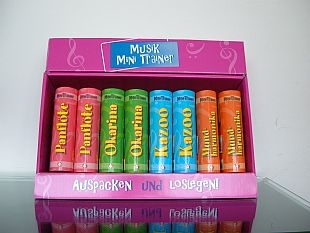 Musik
Mini Trainer
Panflöte
Panflöte
Okarina
Okarina
Kazoo
Kazoo
Mund-
harmonika
Mund-
harmonika
Auspacken und Loslegen!